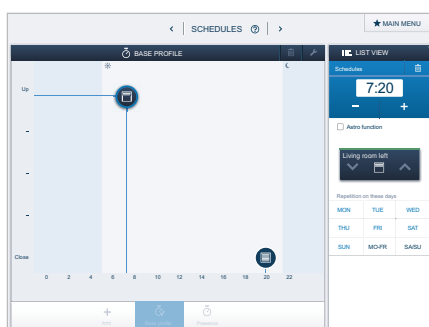 SCHEDULES
MAIN MENU
BASE PROFILE
LIST VIEW
Schedules
7:20
Up
Astro function
Living room left
Repetition on these days
MON TUE WED
THU FRI SAT
SUN MO-FR SA/SU
Close
0 2 4 6 8 10 12 14 16 18 20 22